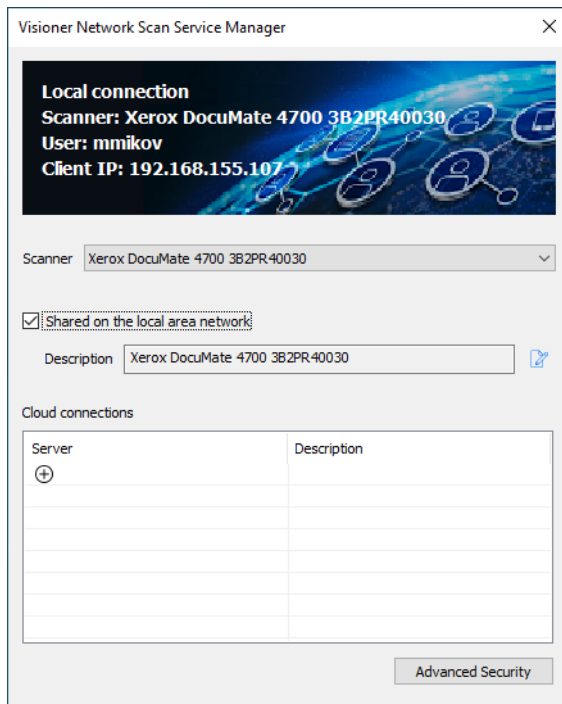 Visioner Network Scan Service Manager
Local connection
Scanner: Xerox DocuMate 4700 3B2PR40030
User: mmikov
Client IP: 192.168.155.107
Scanner Xerox DocuMate 4700 3B2PR40030
Shared on the local area network
Description Xerox DocuMate 4700 3B2PR40030
Cloud connections
Server Description
Advanced Security